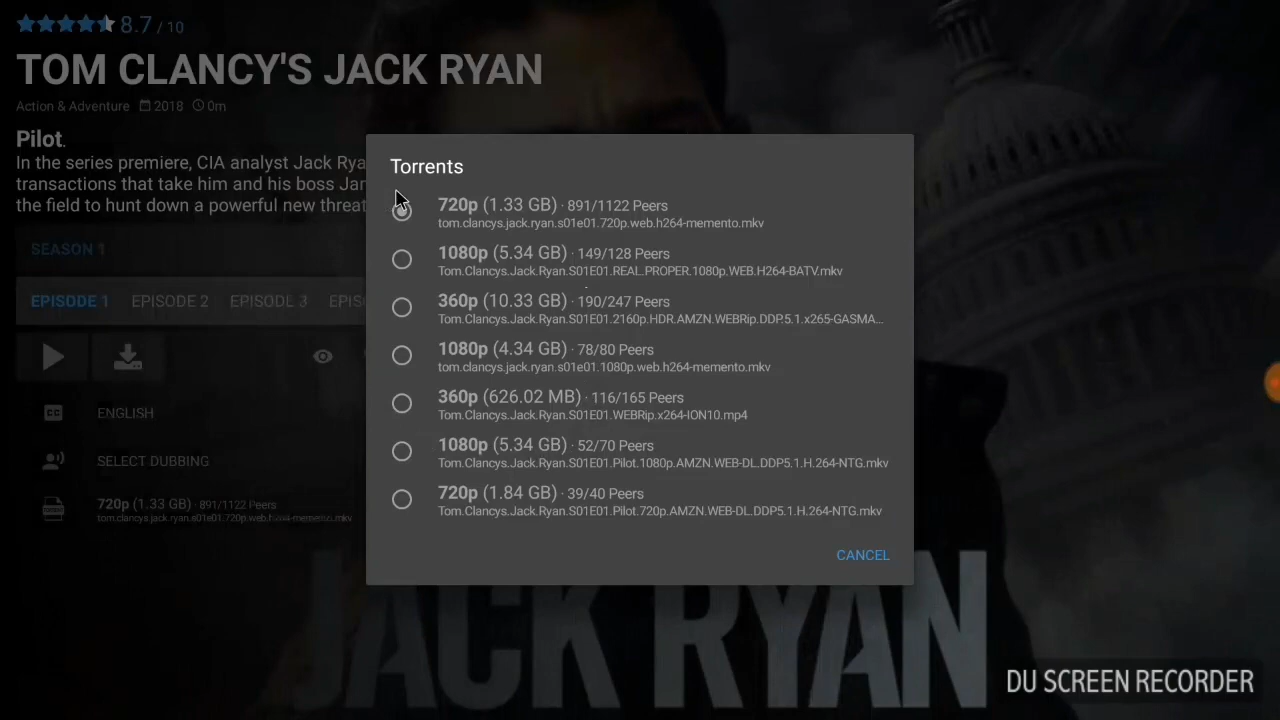 8.7 / 10
TOM CLANCY'S JACK RYAN
Action & Adventure 2018 0m
Pilot.
In the series premiere, CIA analyst Jack Rya
transactions that take him and his boss Jam
the field to hunt down a powerful new threat
SEASON 1
EPISODE 1 EPISODE 2 EPISODE 3 EPIS
CC ENGLISH
SELECT DUBBING
720p (1.33 GB) · 891/1122 Peers
tom.clancys.jack.ryan.s01e01.720p.web.h264-memento.mkv
Torrents
720p (1.33 GB) · 891/1122 Peers
tom.clancys.jack.ryan.s01e01.720p.web.h264-memento.mkv
1080p (5.34 GB) · 149/128 Peers
Tom.Clancys.Jack.Ryan.S01E01.REAL.PROPER.1080p.WEB.H264-BATV.mkv
360p (10.33 GB) · 190/247 Peers
Tom.Clancys.Jack.Ryan.S01E01.2160p.HDR.AMZN.WEBRip.DDP.5.1.x265-GASMA...
1080p (4.34 GB) · 78/80 Peers
tom.clancys.jack.ryan.s01e01.1080p.web.h264-memento.mkv
360p (626.02 MB) · 116/165 Peers
Tom.Clancys.Jack.Ryan.S01E01.WEBRip.x264-ION10.mp4
1080p (5.34 GB) · 52/70 Peers
Tom.Clancys.Jack.Ryan.S01E01.Pilot.1080p.AMZN.WEB-DL.DDP5.1.H.264-NTG.mkv
720p (1.84 GB) · 39/40 Peers
Tom.Clancys.Jack.Ryan.S01E01.Pilot.720p.AMZN.WEB-DL.DDP5.1.H.264-NTG.mkv
CANCEL
JACK RYAN
DU SCREEN RECORDER